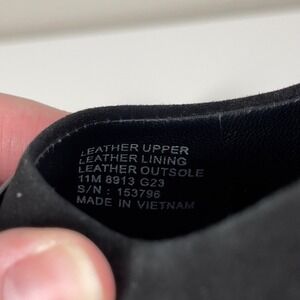 LEATHER UPPER
LEATHER LINING
LEATHER OUTSOLE
11M 8913 G23
S/N : 153796
MADE IN VIETNAM